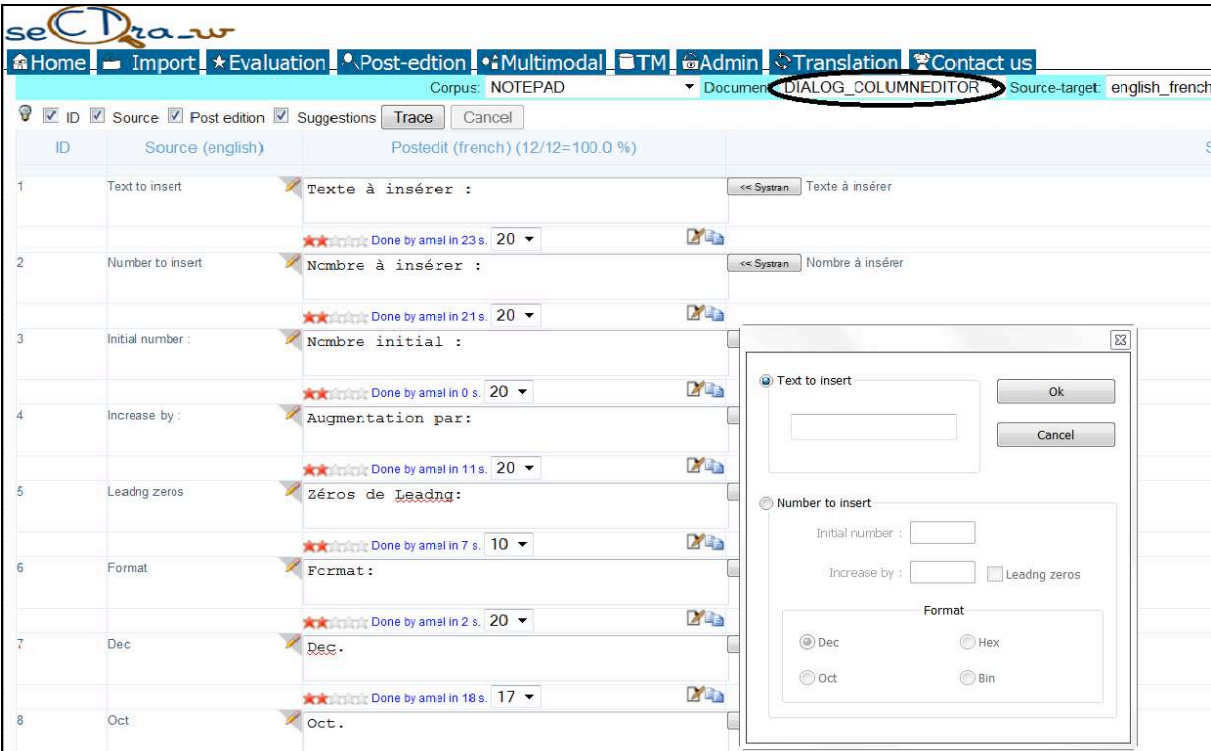 seCTra_w
Home Import Evaluation Post-edtion Multimodal TM Admin Translation Contact us
Corpus: NOTEPAD Document: DIALOG_COLUMNEDITOR Source-target: english_french
ID Source Post edition Suggestions Trace Cancel
ID Source (english) Postedit (french) (12/12=100.0 %) S
1 Text to insert Texte à insérer : << Systran Texte à insérer
Done by amel in 23 s. 20
2 Number to insert Nombre à insérer : << Systran Nombre à insérer
Done by amel in 21 s. 20
3 Initial number : Nombre initial :
Done by amel in 0 s. 20
4 Increase by : Augmentation par:
Done by amel in 11 s. 20
5 Leadng zeros Zéros de Leadng:
Done by amel in 7 s. 10
6 Format Format:
Done by amel in 2 s. 20
7 Dec Dec.
Done by amel in 18 s. 17
8 Oct Oct.
Text to insert
Ok
Cancel
Number to insert
Initial number :
Increase by : Leadng zeros
Format
Dec Hex
Oct Bin